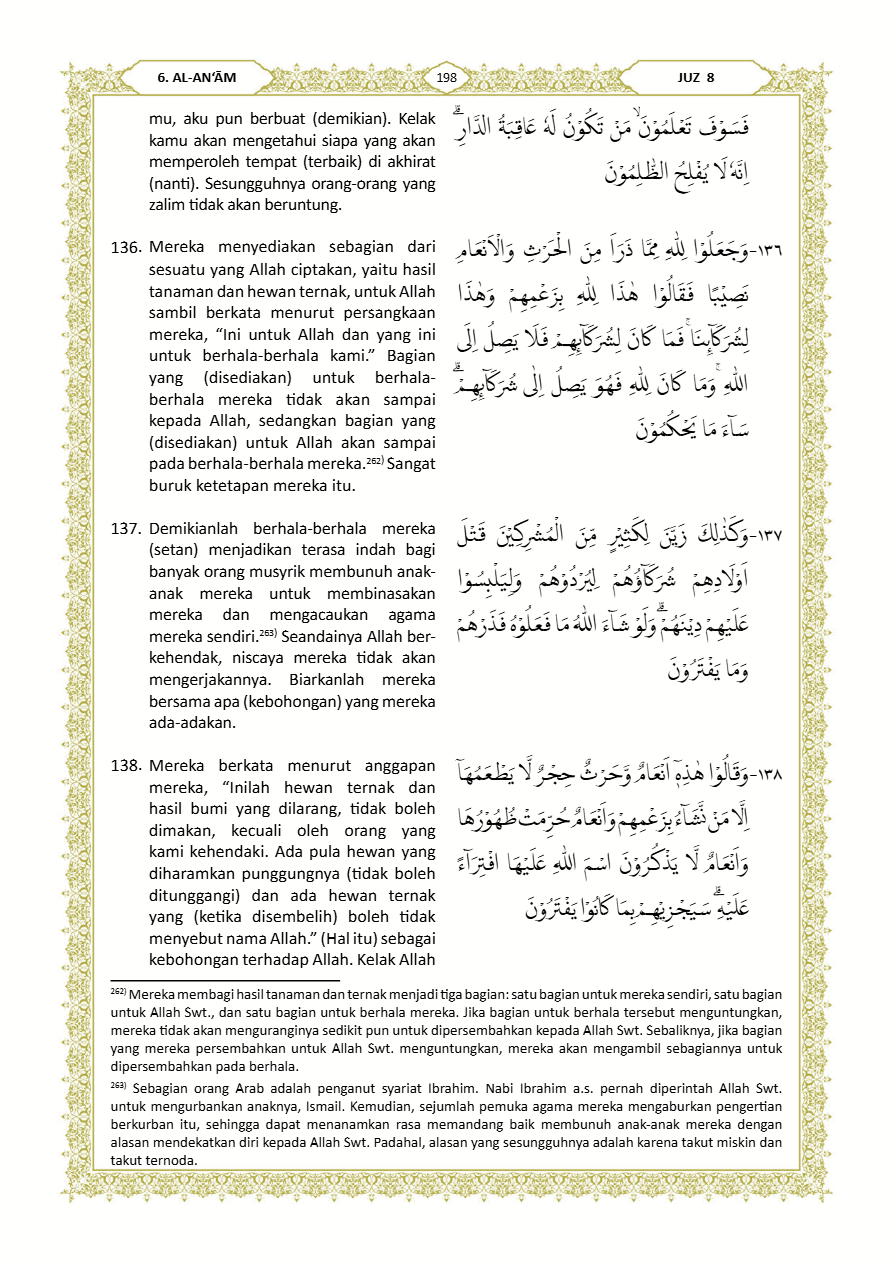 6. AL-AN‘ĀM
198
JUZ 8
mu, aku pun berbuat (demikian). Kelak
kamu akan mengetahui siapa yang akan
memperoleh tempat (terbaik) di akhirat
(nanti). Sesungguhnya orang-orang yang
zalim tidak akan beruntung.
فَسَوْفَ تَعْلَمُوْنَۙ مَنْ تَكُوْنُ لَهٗ عَاقِبَةُ الدَّارِۗ
اِنَّهٗ لَا يُفْلِحُ الظّٰلِمُوْنَ
136. Mereka menyediakan sebagian dari
sesuatu yang Allah ciptakan, yaitu hasil
tanaman dan hewan ternak, untuk Allah
sambil berkata menurut persangkaan
mereka, “Ini untuk Allah dan yang ini
untuk berhala-berhala kami.” Bagian
yang (disediakan) untuk berhala-
berhala mereka tidak akan sampai
kepada Allah, sedangkan bagian yang
(disediakan) untuk Allah akan sampai
pada berhala-berhala mereka.²⁶²⁾ Sangat
buruk ketetapan mereka itu.
١٣٦-وَجَعَلُوْا لِلّٰهِ مِمَّا ذَرَاَ مِنَ الْحَرْثِ وَالْاَنْعَامِ
نَصِيْبًا فَقَالُوْا هٰذَا لِلّٰهِ بِزَعْمِهِمْ وَهٰذَا
لِشُرَكَاۤىِٕنَاۚ فَمَا كَانَ لِشُرَكَاۤىِٕهِمْ فَلَا يَصِلُ اِلَى
اللّٰهِ ۚوَمَا كَانَ لِلّٰهِ فَهُوَ يَصِلُ اِلٰى شُرَكَاۤىِٕهِمْۗ
سَاۤءَ مَا يَحْكُمُوْنَ
137. Demikianlah berhala-berhala mereka
(setan) menjadikan terasa indah bagi
banyak orang musyrik membunuh anak-
anak mereka untuk membinasakan
mereka dan mengacaukan agama
mereka sendiri.²⁶³⁾ Seandainya Allah ber-
kehendak, niscaya mereka tidak akan
mengerjakannya. Biarkanlah mereka
bersama apa (kebohongan) yang mereka
ada-adakan.
١٣٧-وَكَذٰلِكَ زَيَّنَ لِكَثِيْرٍ مِّنَ الْمُشْرِكِيْنَ قَتْلَ
اَوْلَادِهِمْ شُرَكَاۤؤُهُمْ لِيُرْدُوْهُمْ وَلِيَلْبِسُوْا
عَلَيْهِمْ دِيْنَهُمْۗ وَلَوْ شَاۤءَ اللّٰهُ مَا فَعَلُوْهُ فَذَرْهُمْ
وَمَا يَفْتَرُوْنَ
138. Mereka berkata menurut anggapan
mereka, “Inilah hewan ternak dan
hasil bumi yang dilarang, tidak boleh
dimakan, kecuali oleh orang yang
kami kehendaki. Ada pula hewan yang
diharamkan punggungnya (tidak boleh
ditunggangi) dan ada hewan ternak
yang (ketika disembelih) boleh tidak
menyebut nama Allah.” (Hal itu) sebagai
kebohongan terhadap Allah. Kelak Allah
١٣٨-وَقَالُوْا هٰذِهٖٓ اَنْعَامٌ وَّحَرْثٌ حِجْرٌ لَّا يَطْعَمُهَآ
اِلَّا مَنْ نَّشَاۤءُ بِزَعْمِهِمْ وَاَنْعَامٌ حُرِّمَتْ ظُهُوْرُهَا
وَاَنْعَامٌ لَّا يَذْكُرُوْنَ اسْمَ اللّٰهِ عَلَيْهَا افْتِرَاۤءً
عَلَيْهِۗ سَيَجْزِيْهِمْ بِمَا كَانُوْا يَفْتَرُوْنَ
²⁶²⁾ Mereka membagi hasil tanaman dan ternak menjadi tiga bagian: satu bagian untuk mereka sendiri, satu bagian
untuk Allah Swt., dan satu bagian untuk berhala mereka. Jika bagian untuk berhala tersebut menguntungkan,
mereka tidak akan menguranginya sedikit pun untuk dipersembahkan kepada Allah Swt. Sebaliknya, jika bagian
yang mereka persembahkan untuk Allah Swt. menguntungkan, mereka akan mengambil sebagiannya untuk
dipersembahkan pada berhala.
²⁶³⁾ Sebagian orang Arab adalah penganut syariat Ibrahim. Nabi Ibrahim a.s. pernah diperintah Allah Swt.
untuk mengurbankan anaknya, Ismail. Kemudian, sejumlah pemuka agama mereka mengaburkan pengertian
berkurban itu, sehingga dapat menanamkan rasa memandang baik membunuh anak-anak mereka dengan
alasan mendekatkan diri kepada Allah Swt. Padahal, alasan yang sesungguhnya adalah karena takut miskin dan
takut ternoda.